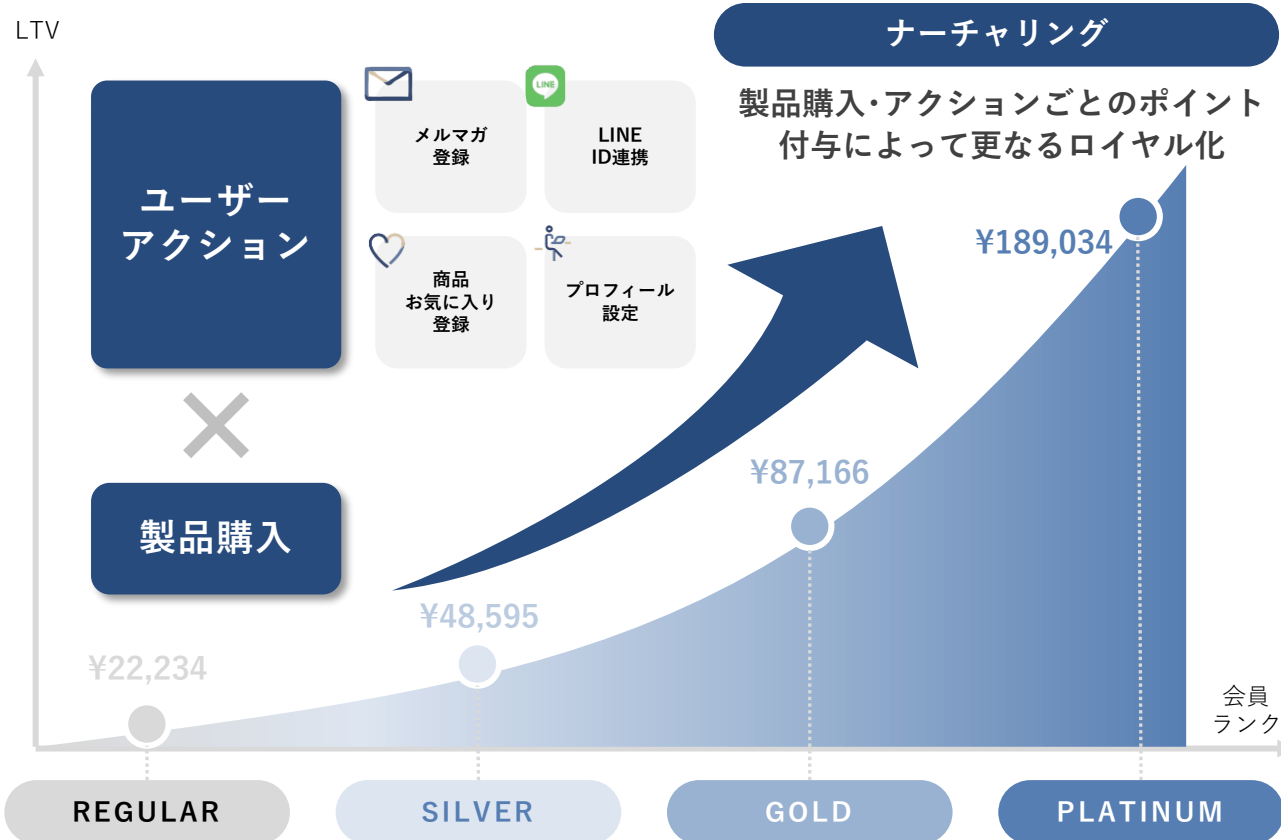 LTV
ナーチャリング
製品購入･アクションごとのポイント
付与によって更なるロイヤル化
ユーザー
アクション
メルマガ
登録
LINE
LINE
ID連携
商品
お気に入り
登録
プロフィール
設定
製品購入
¥22,234
¥48,595
¥87,166
¥189,034
会員
ランク
REGULAR
SILVER
GOLD
PLATINUM